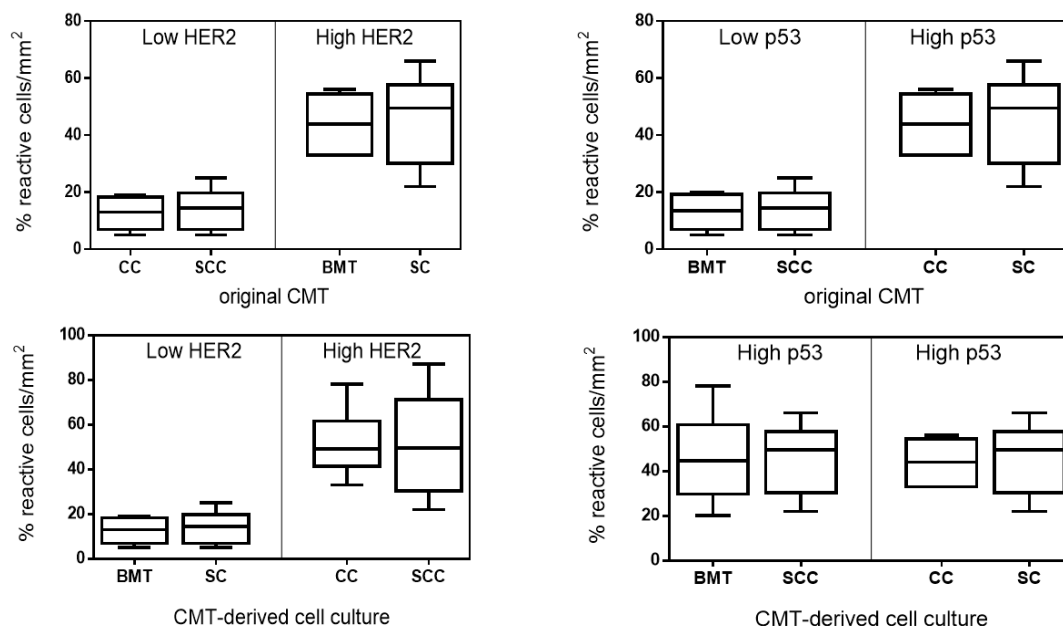 % reactive cells/mm²
80
60
40
20
0
Low HER2 High HER2
CC SCC BMT SC
original CMT
% reactive cells/mm²
80
60
40
20
0
Low p53 High p53
BMT SCC CC SC
original CMT
% reactive cells/mm²
100
80
60
40
20
0
Low HER2 High HER2
BMT SC CC SCC
CMT-derived cell culture
% reactive cells/mm²
100
80
60
40
20
0
High p53 High p53
BMT SCC CC SC
CMT-derived cell culture